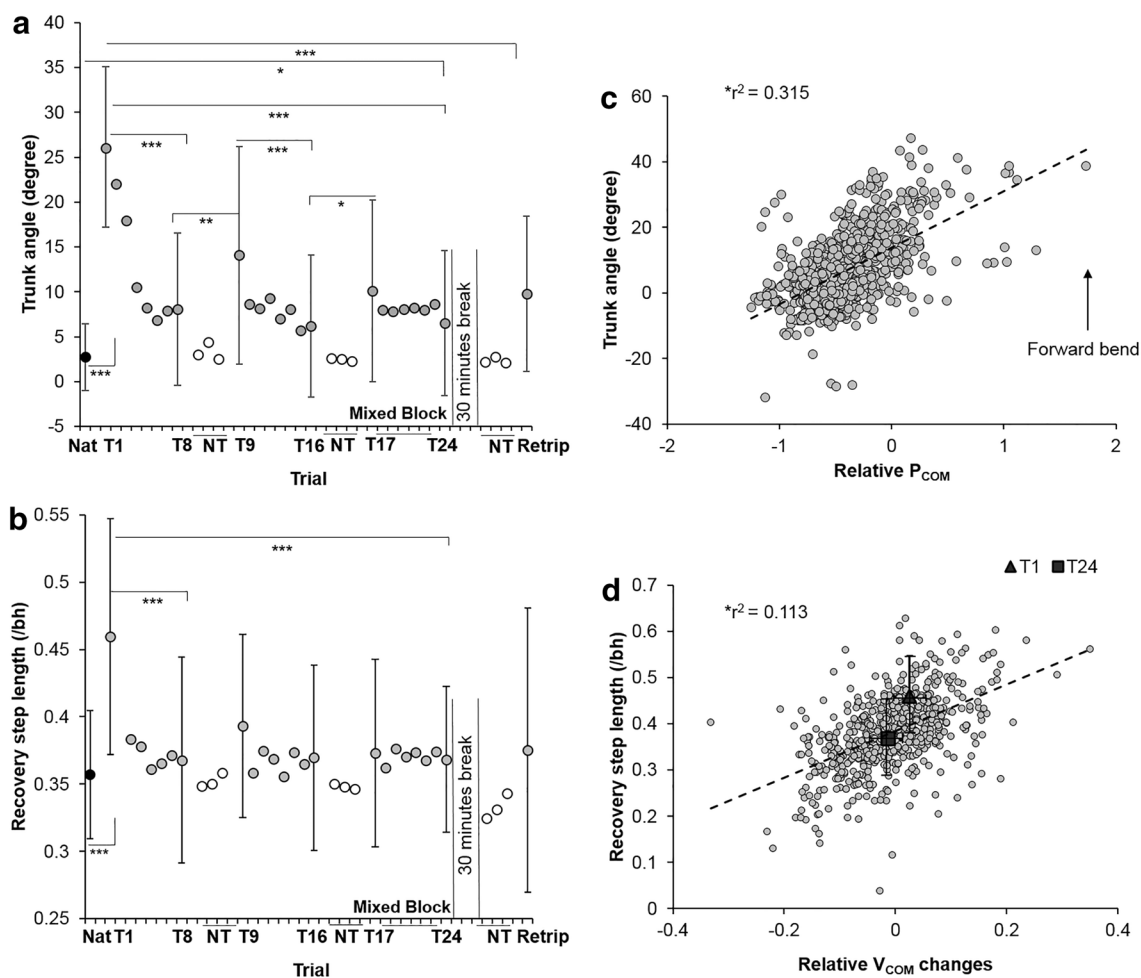 a
40
35
30
25
20
15
10
5
0
-5
Trunk angle (degree)
***
*
***
***
***
**
*
***
Mixed Block
30 minutes break
Nat T1 T8 NT T9 T16 NT T17 T24 NT Retrip
Trial
b
0.55
0.5
0.45
0.4
0.35
0.3
0.25
Recovery step length (/bh)
***
***
***
Mixed Block
30 minutes break
Nat T1 T8 NT T9 T16 NT T17 T24 NT Retrip
Trial
c
*r² = 0.315
60
40
20
0
-20
-40
Trunk angle (degree)
Forward bend
-2 -1 0 1 2
Relative PCOM
T1 T24
d
*r² = 0.113
0.7
0.6
0.5
0.4
0.3
0.2
0.1
0
Recovery step length (/bh)
-0.4 -0.2 0 0.2 0.4
Relative VCOM changes